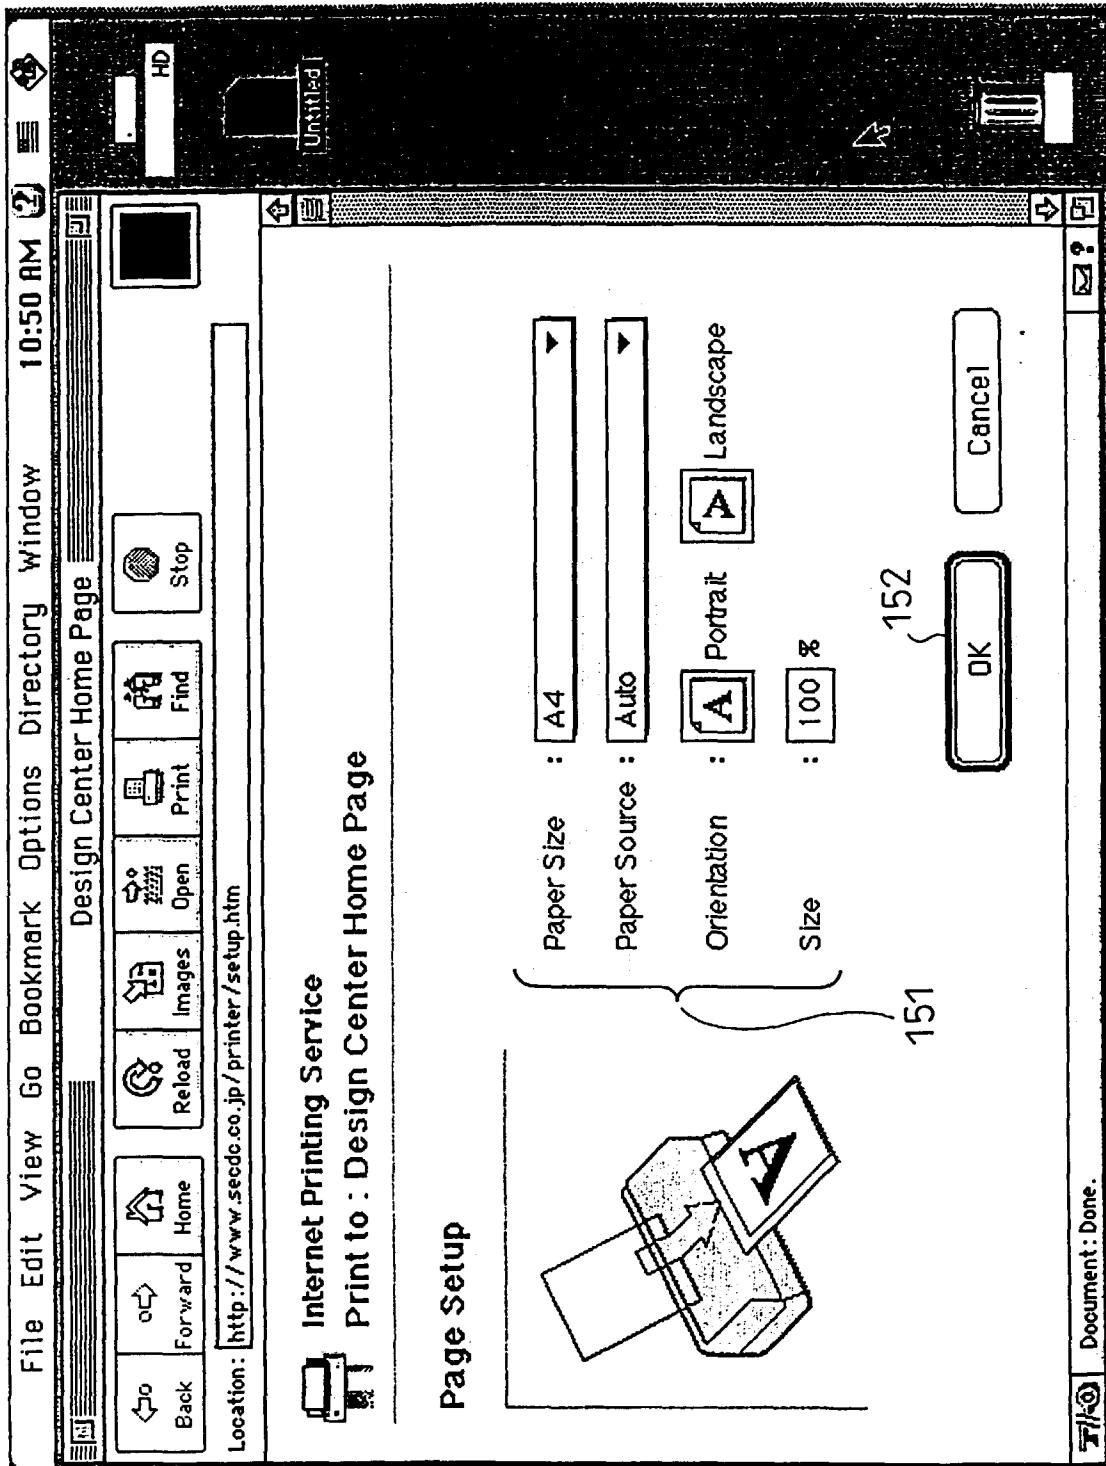 File Edit View Go Bookmark Options Directory Window 10:50 AM
Design Center Home Page
HD
Back Forward Home Reload Images Open Print Find Stop
Untitled
Location: http://www.secdc.co.jp/printer/setup.htm
Internet Printing Service
Print to : Design Center Home Page
Page Setup
Paper Size : A4
Paper Source : Auto
Orientation : A Portrait A Landscape
Size : 100 %
A
151
152
OK Cancel
Document: Done. ?